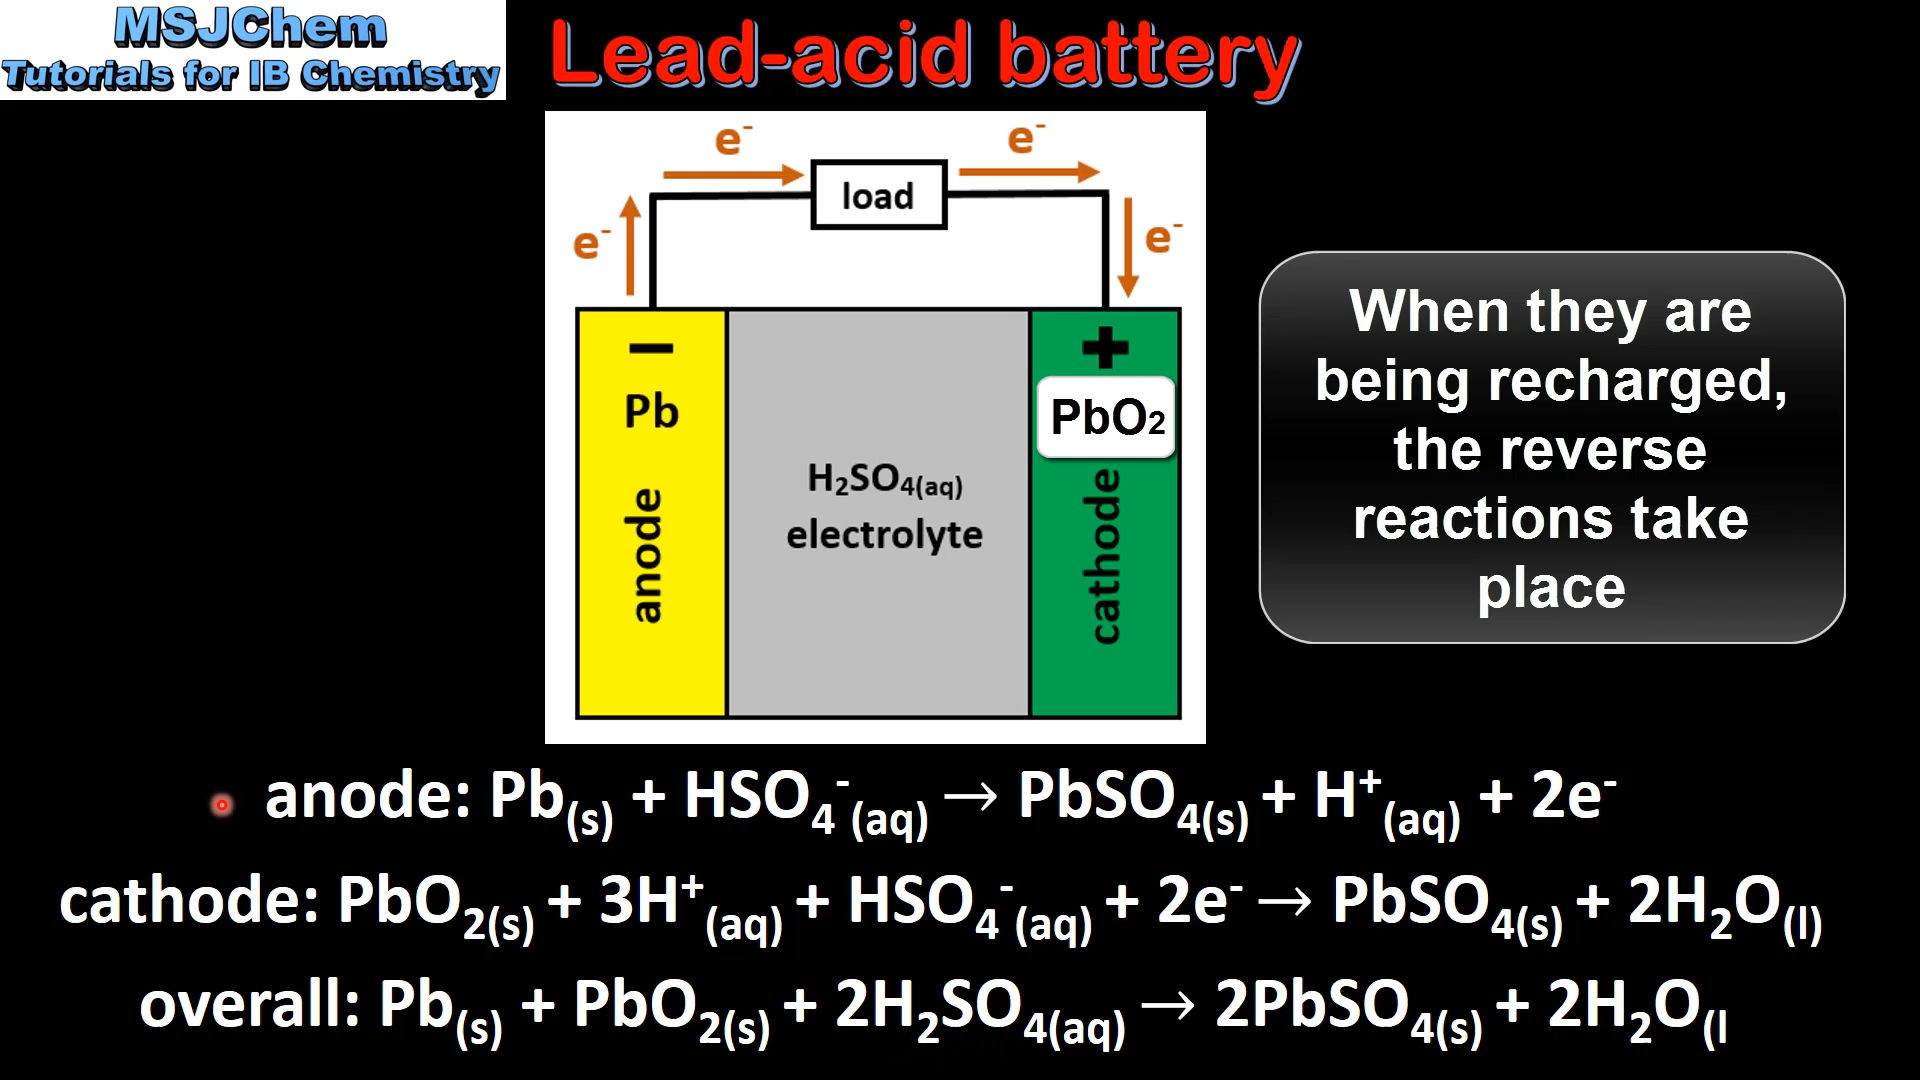 MSJChem
Tutorials for IB Chemistry
Lead-acid battery
e⁻ e⁻
load
e⁻ e⁻
− +
Pb PbO₂
anode
H₂SO₄(aq)
electrolyte
cathode
When they are
being recharged,
the reverse
reactions take
place
anode: Pb(s) + HSO₄⁻(aq) → PbSO₄(s) + H⁺(aq) + 2e⁻
cathode: PbO₂(s) + 3H⁺(aq) + HSO₄⁻(aq) + 2e⁻ → PbSO₄(s) + 2H₂O(l)
overall: Pb(s) + PbO₂(s) + 2H₂SO₄(aq) → 2PbSO₄(s) + 2H₂O(l